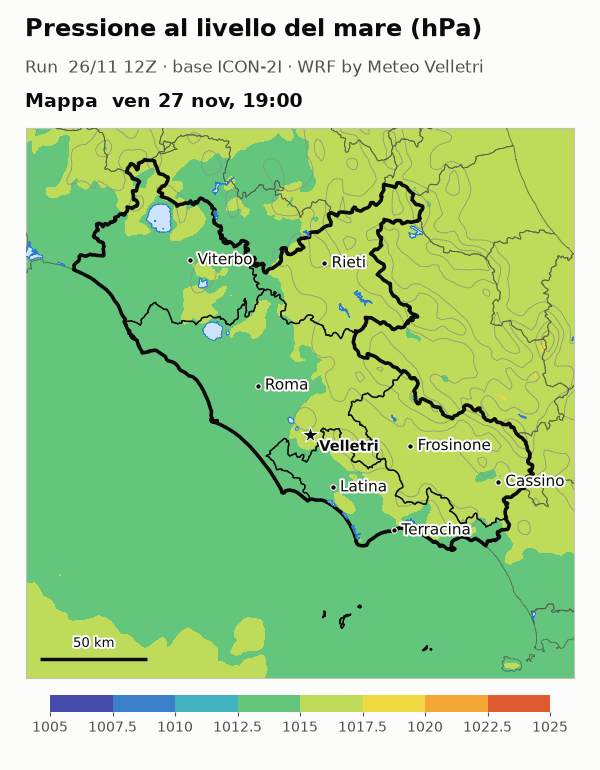 Pressione al livello del mare (hPa)
Run  26/11 12Z · base ICON-2I · WRF by Meteo Velletri
Mappa  ven 27 nov, 19:00
Viterbo
Rieti
Roma
Velletri
Frosinone
Latina
Cassino
Terracina
50 km
1005 1007.5 1010 1012.5 1015 1017.5 1020 1022.5 1025